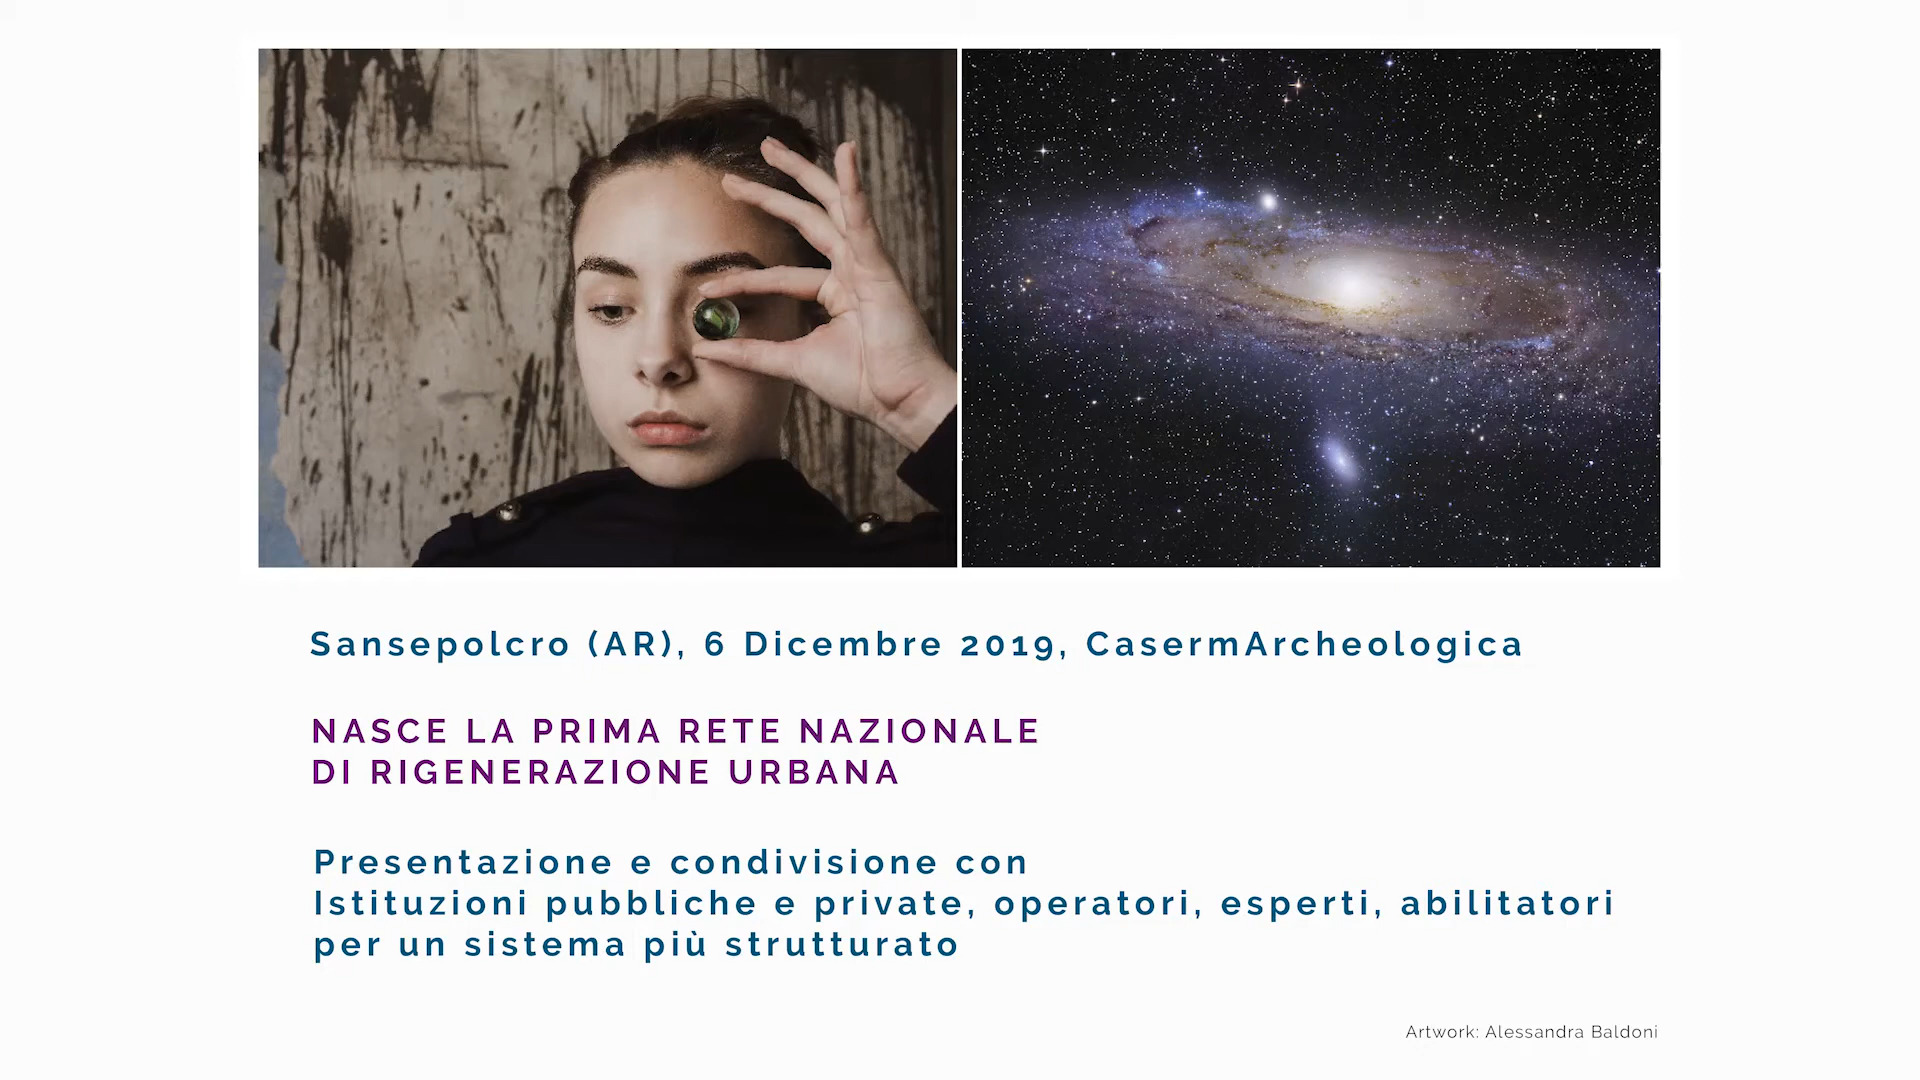 Sansepolcro (AR), 6 Dicembre 2019, CasermArcheologica
NASCE LA PRIMA RETE NAZIONALE
DI RIGENERAZIONE URBANA
Presentazione e condivisione con
Istituzioni pubbliche e private, operatori, esperti, abilitatori
per un sistema più strutturato
Artwork: Alessandra Baldoni